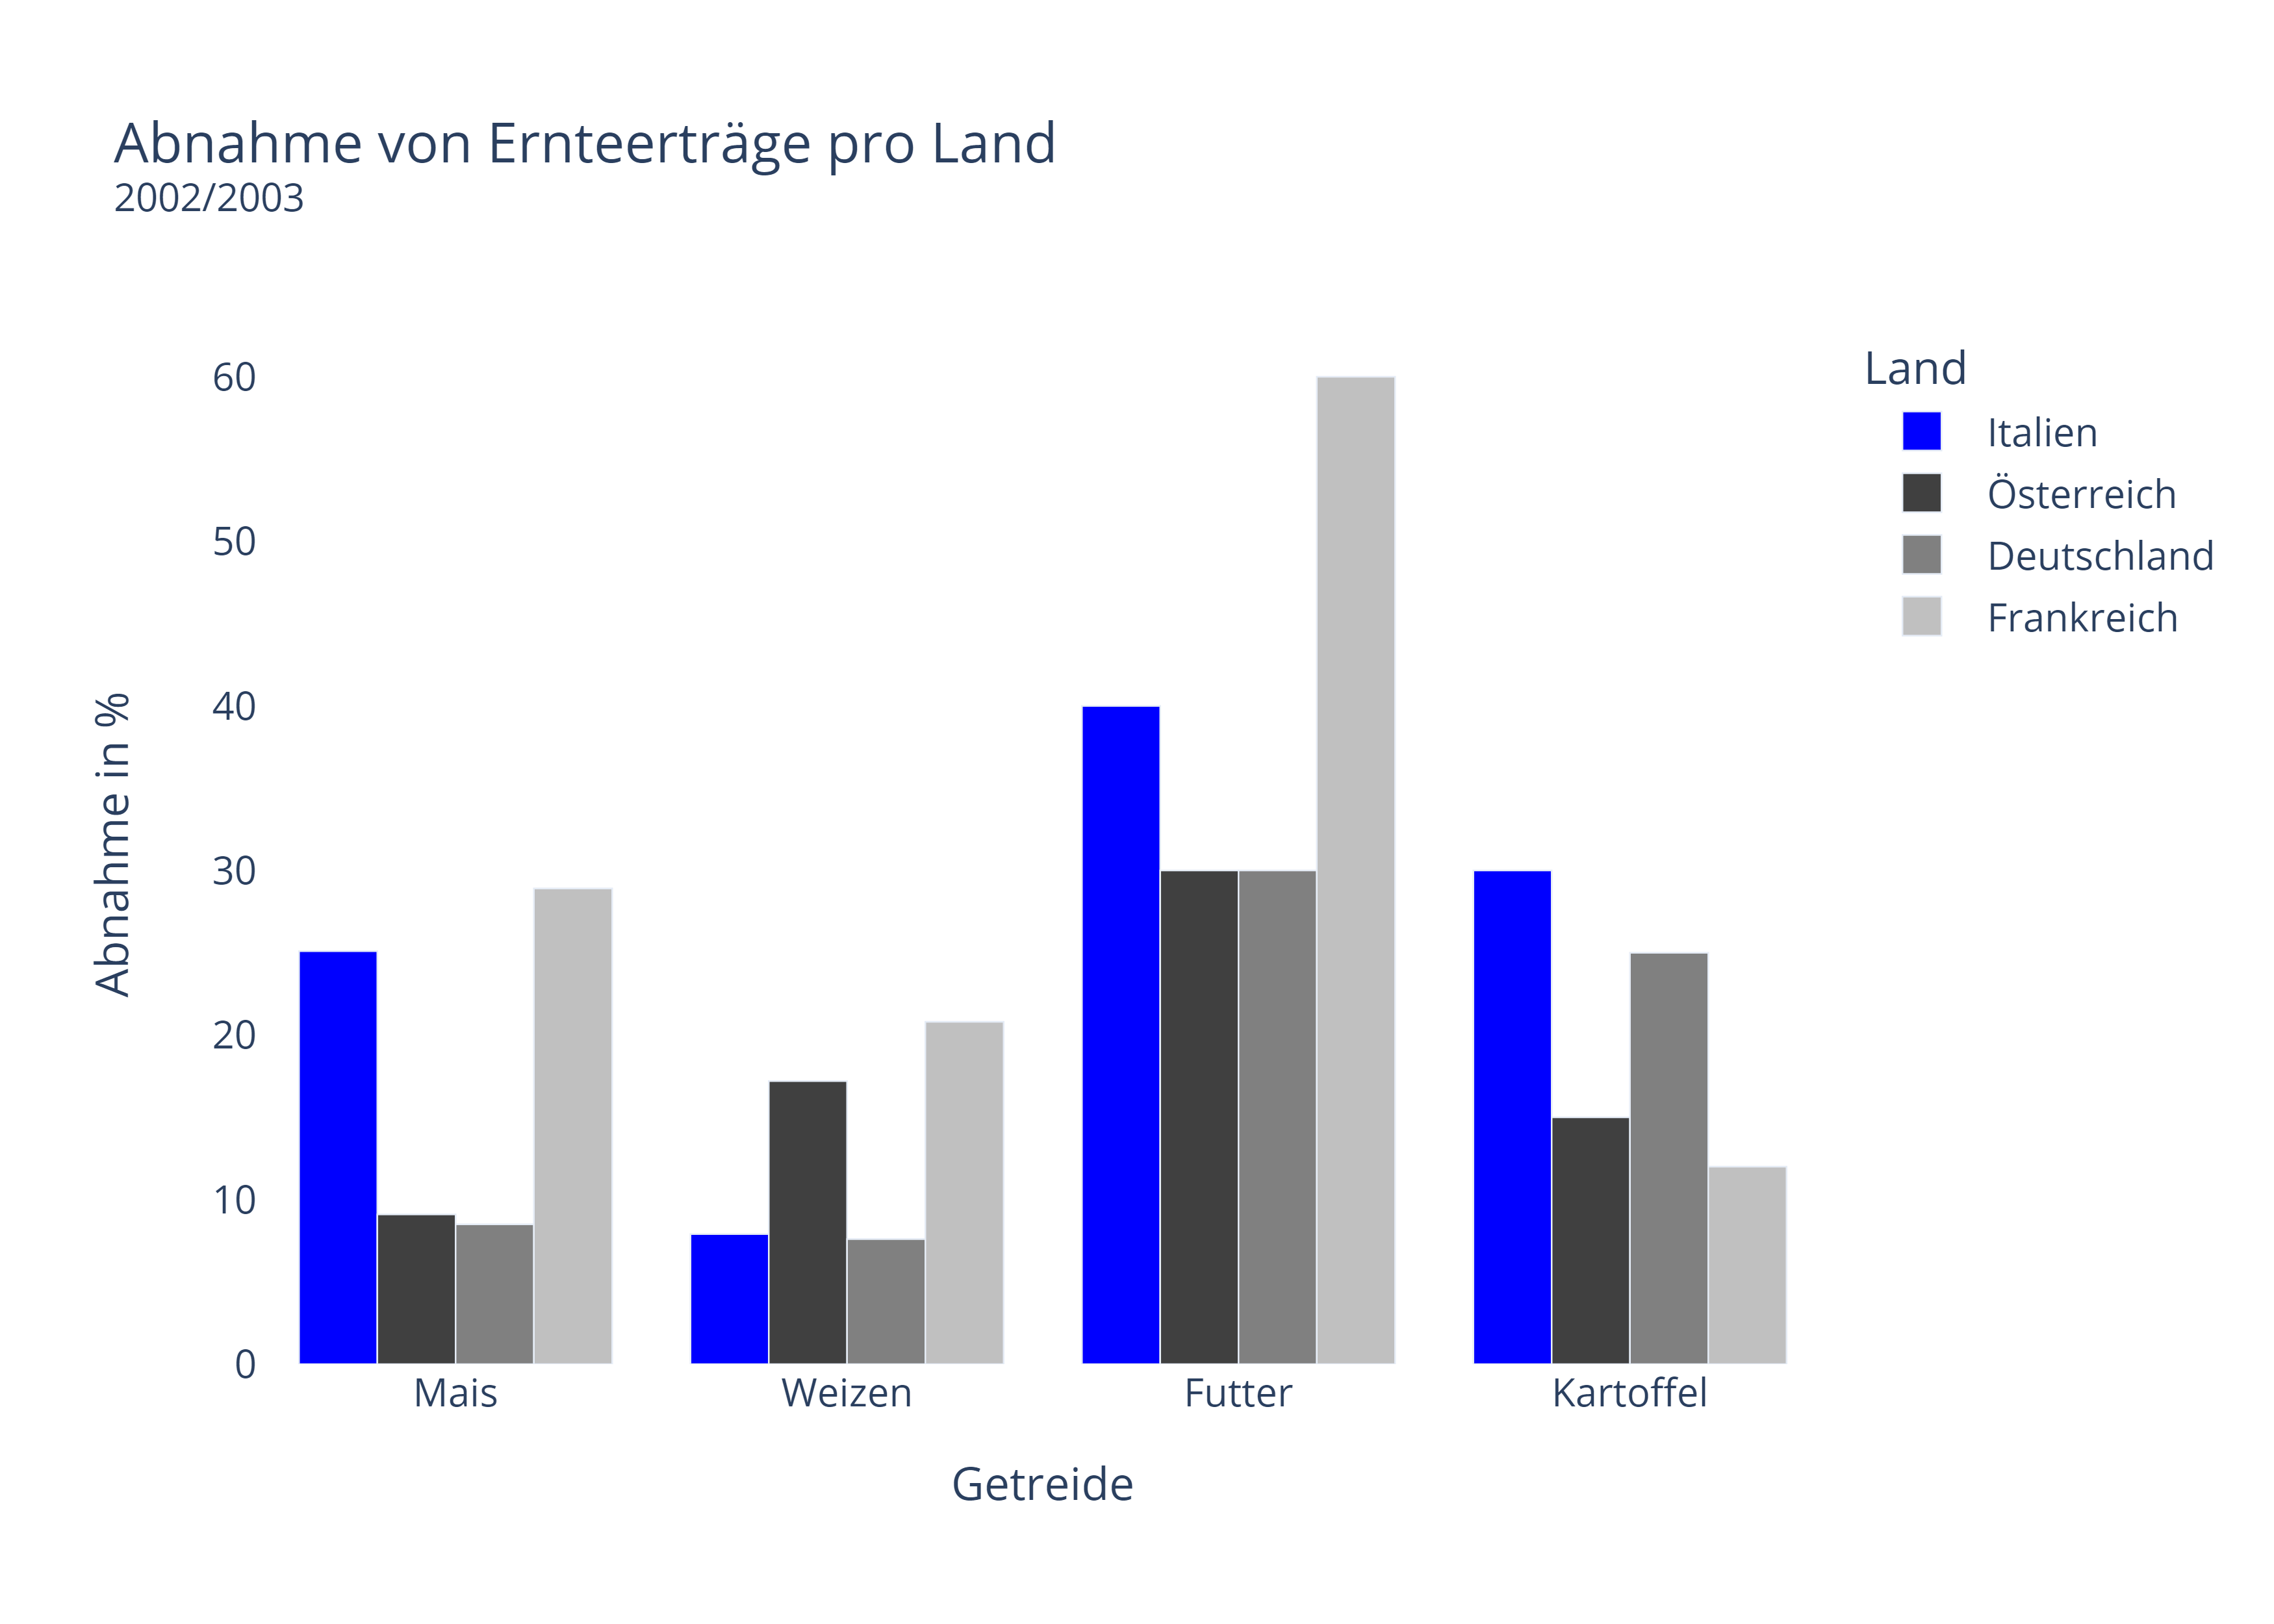 Abnahme von Ernteerträge pro Land
2002/2003
60
50
40
30
20
10
0
Abnahme in %
Mais
Weizen
Futter
Kartoffel
Getreide
Land
Italien
Österreich
Deutschland
Frankreich